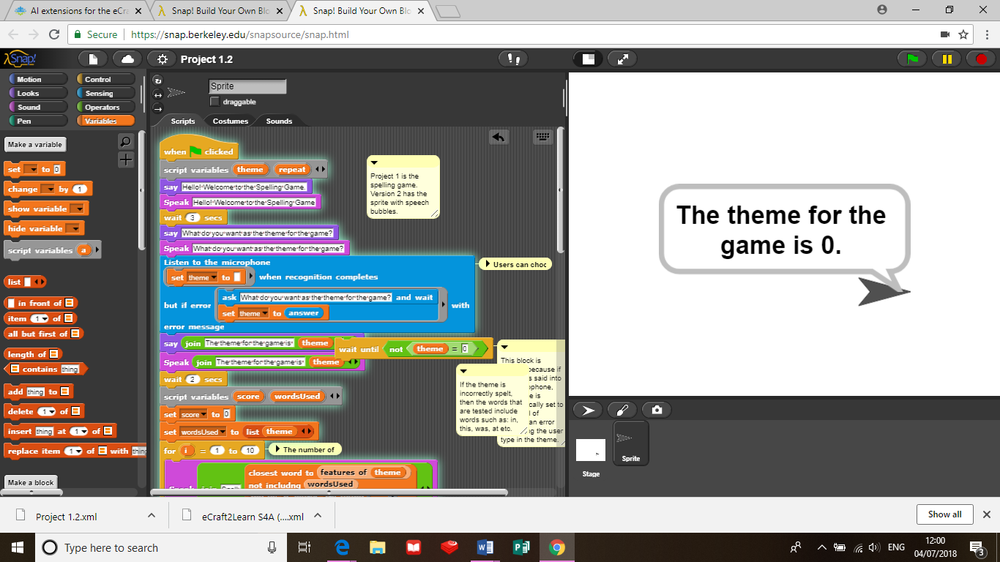 AI extensions for the eCra
Snap! Build Your Own Blo
Snap! Build Your Own Blo
Secure
https://snap.berkeley.edu/snapsource/snap.html
Snap!
Project 1.2
Motion
Control
Looks
Sensing
Sound
Operators
Pen
Variables
Make a variable
set to 0
change by 1
show variable
hide variable
script variables a
list
in front of
item 1 of
all but first of
length of
contains thing
add thing to
delete 1 of
insert thing at 1 of
replace item 1 of with thing
Make a block
Sprite
draggable
Scripts
Costumes
Sounds
when clicked
script variables theme repeat
say Hello! Welcome to the Spelling Game.
Speak Hello! Welcome to the Spelling Game
wait 3 secs
say What do you want as the theme for the game?
Speak What do you want as the theme for the game?
Listen to the microphone
set theme to when recognition completes
but if error
ask What do you want as the theme for the game? and wait
set theme to answer
with
error message
say join The theme for the game is theme
wait until not theme = 0
Speak join The theme for the game is theme
wait 2 secs
script variables score wordsUsed
set score to 0
set wordsUsed to list theme
for i = 1 to 10
closest word to features of theme
not including wordsUsed
Project 1 is the
spelling game.
Version 2 has the
sprite with speech
bubbles.
Users can choc
This block is
because if
s said into
phone,
e is
cally set to
d of
an error
g the user
type in the theme.
If the theme is
incorrectly spelt,
then the words that
are tested include
words such as: in,
this, was, at etc.
The number of
The theme for the
game is 0.
Stage
Sprite
Project 1.2.xml
eCraft2Learn S4A (....xml
Show all
Type here to search
ENG
12:00
04/07/2018
3